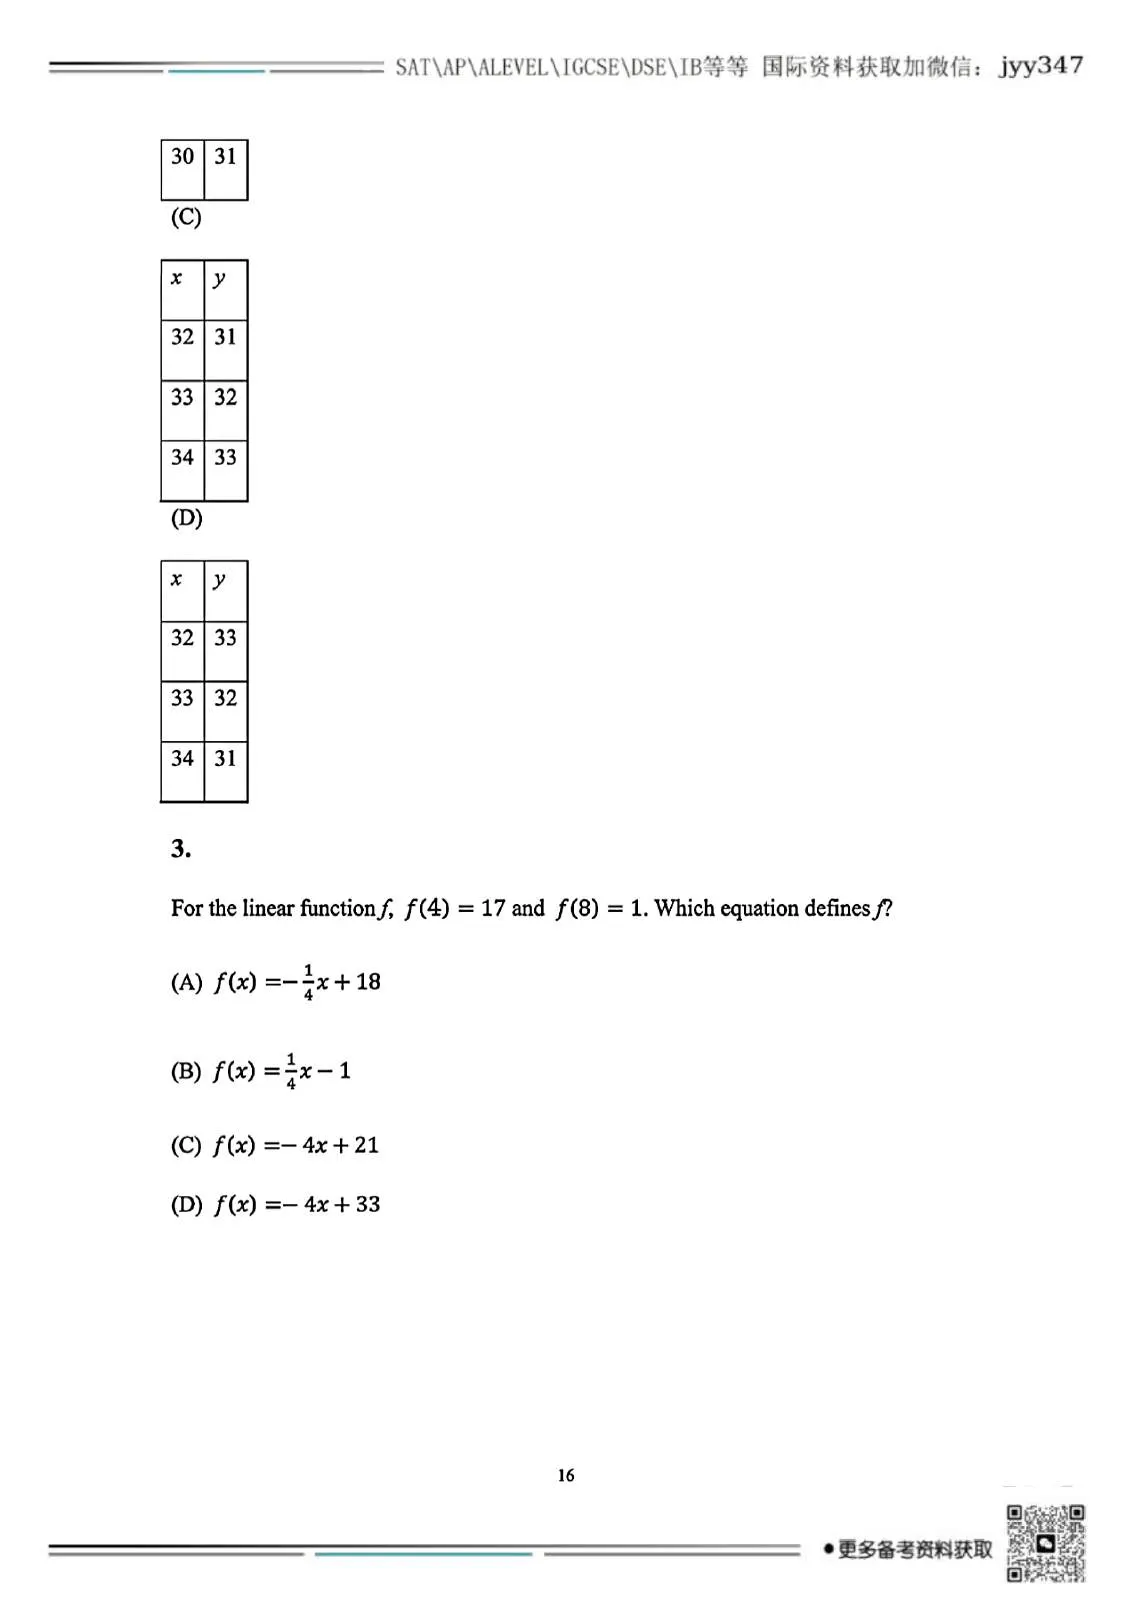 SAT\AP\ALEVEL\IGCSE\DSE\IB等等 国际资料获取加微信：jyy347
30 31
(C)
x y
32 31
33 32
34 33
(D)
x y
32 33
33 32
34 31
3.
For the linear function f, f(4) = 17 and f(8) = 1. Which equation defines f?
(A) f(x) =−1/4x + 18
(B) f(x) =1/4x − 1
(C) f(x) =− 4x + 21
(D) f(x) =− 4x + 33
16
●更多备考资料获取